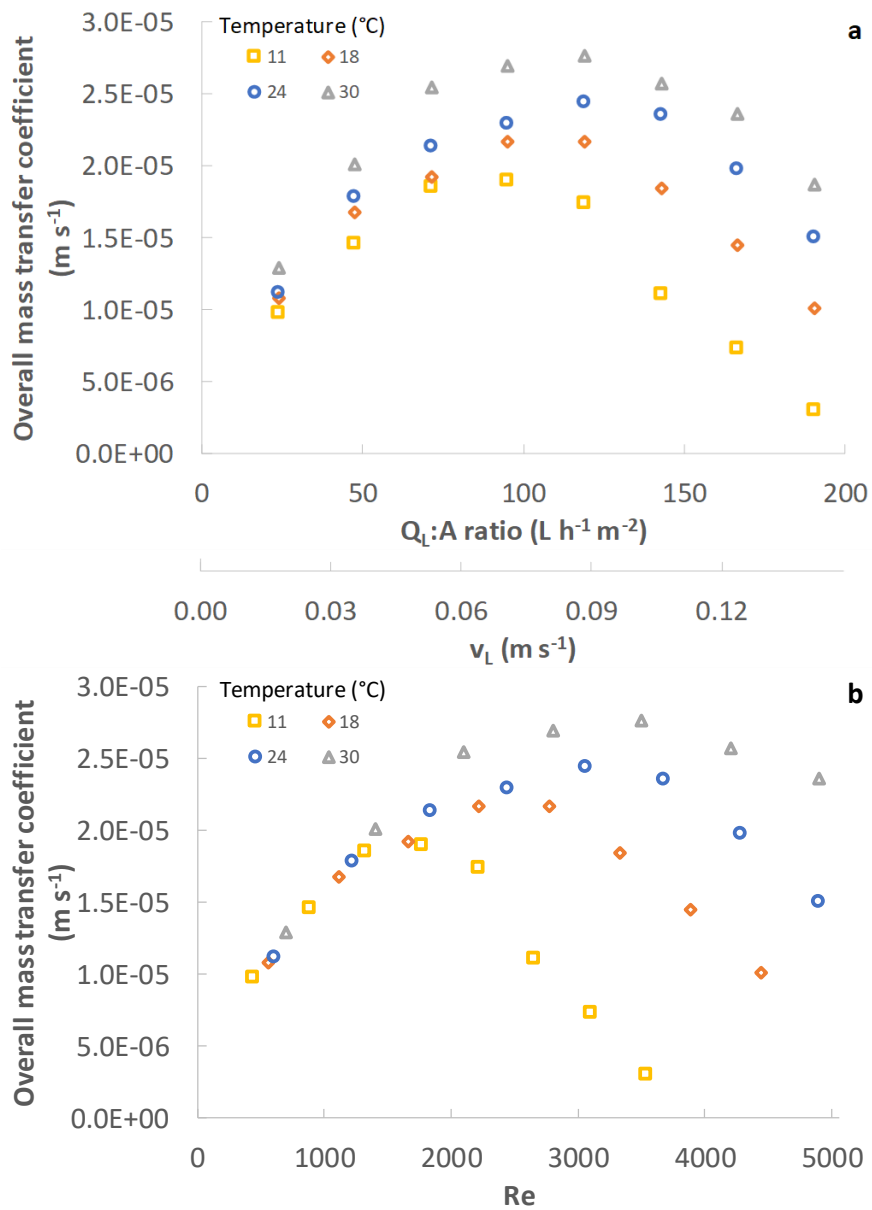 3.0E-05
Temperature (°C)
a
11
18
24
30
2.5E-05
2.0E-05
1.5E-05
1.0E-05
5.0E-06
0.0E+00
Overall mass transfer coefficient
(m s⁻¹)
0 50 100 150 200
Q_L:A ratio (L h⁻¹ m⁻²)
0.00 0.03 0.06 0.09 0.12
v_L (m s⁻¹)
3.0E-05
Temperature (°C)
b
11
18
24
30
2.5E-05
2.0E-05
1.5E-05
1.0E-05
5.0E-06
0.0E+00
Overall mass transfer coefficient
(m s⁻¹)
0 1000 2000 3000 4000 5000
Re